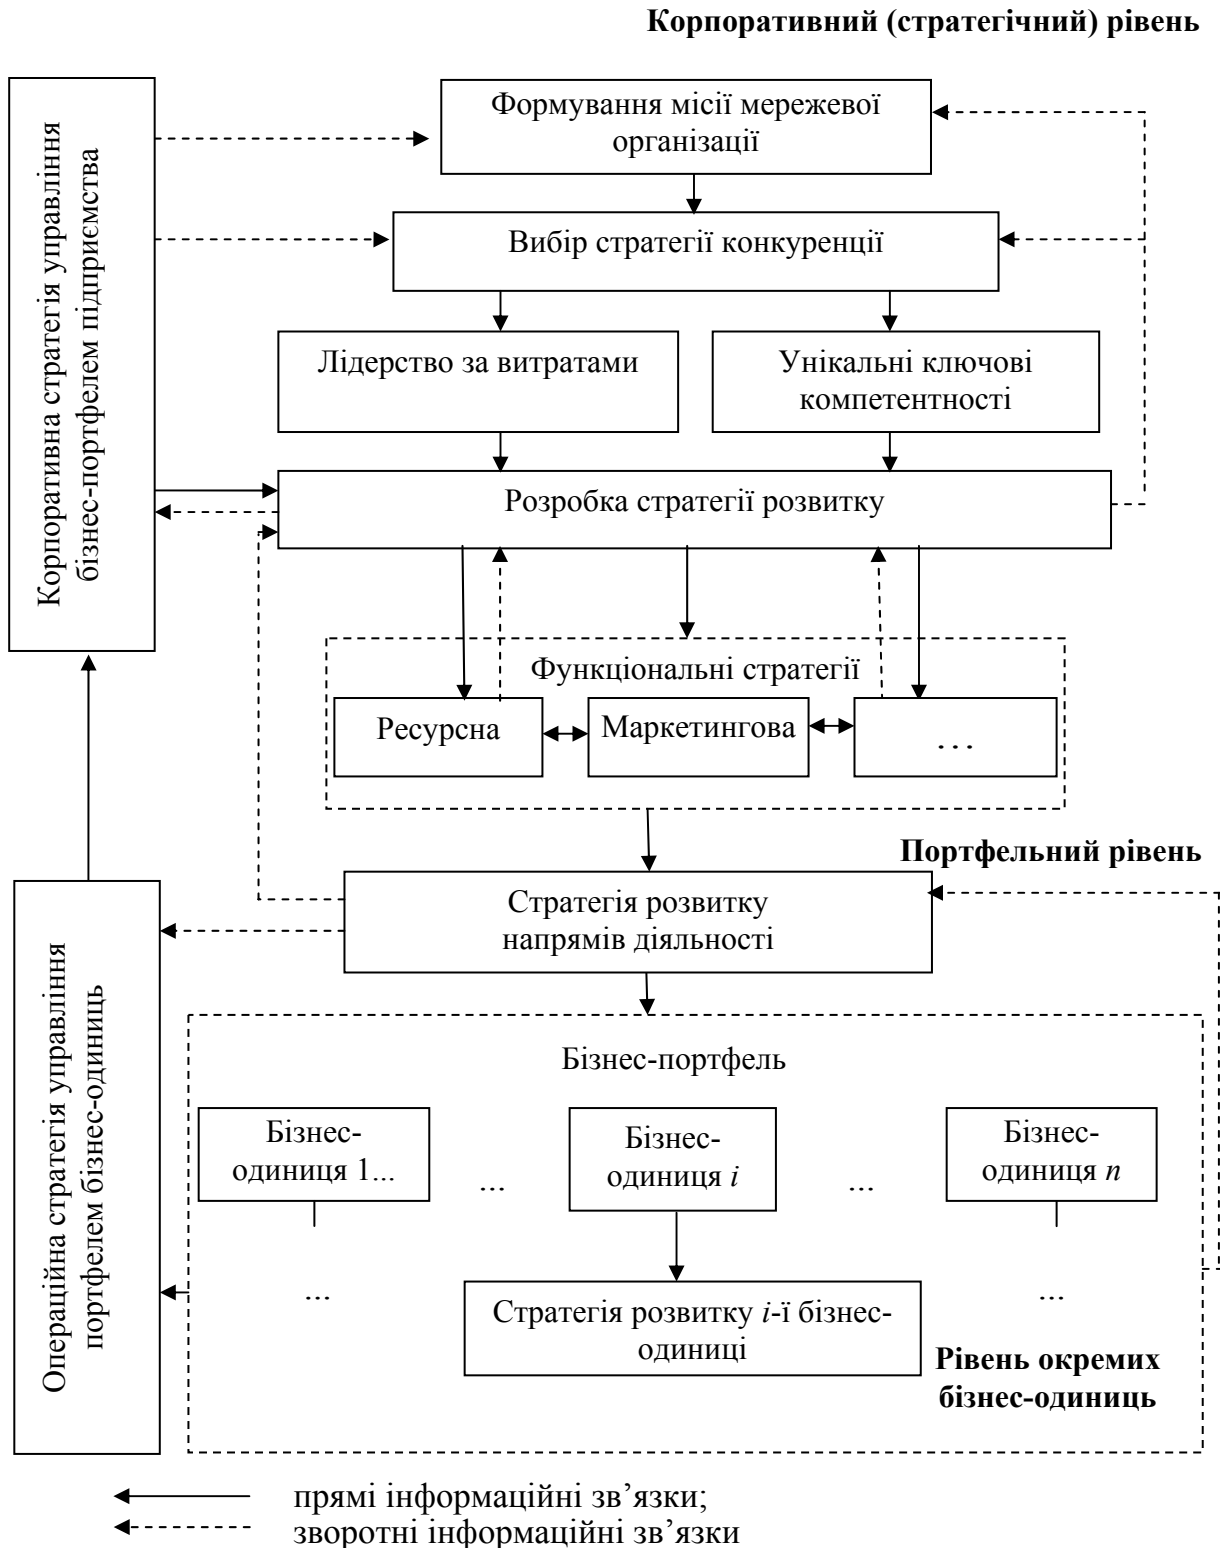 Корпоративний (стратегічний) рівень
Корпоративна стратегія управління
бізнес-портфелем підприємства
Формування місії мережевої
організації
Вибір стратегії конкуренції
Лідерство за витратами
Унікальні ключові
компетентності
Розробка стратегії розвитку
Функціональні стратегії
Ресурсна
Маркетингова
...
Портфельний рівень
Операційна стратегія управління
портфелем бізнес-одиниць
Стратегія розвитку
напрямів діяльності
Бізнес-портфель
Бізнес-
одиниця 1...
...
Бізнес-
одиниця i
...
Бізнес-
одиниця n
...
Стратегія розвитку i-ї бізнес-
одиниці
...
Рівень окремих
бізнес-одиниць
прямі інформаційні зв’язки;
зворотні інформаційні зв’язки